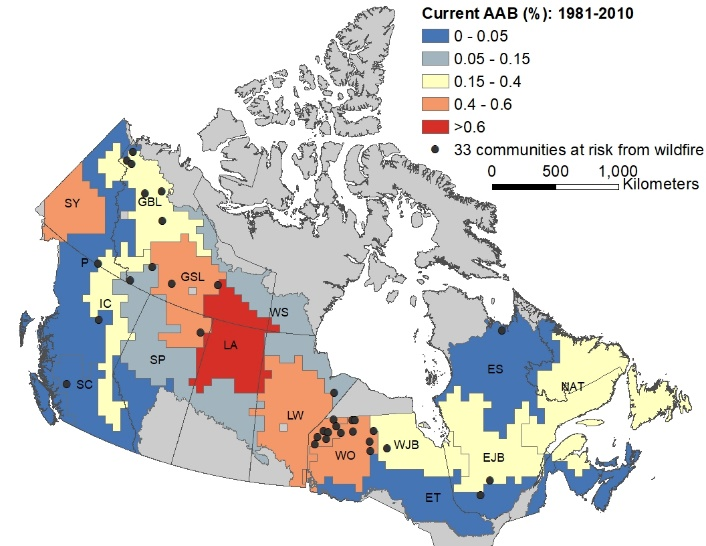 Current AAB (%): 1981-2010
0 - 0.05
0.05 - 0.15
0.15 - 0.4
0.4 - 0.6
>0.6
33 communities at risk from wildfire
0 500 1,000
Kilometers
SY
GBL
P
GSL
IC
WS
SP
LA
ES
SC
NAT
LW
WJB
WO
EJB
ET